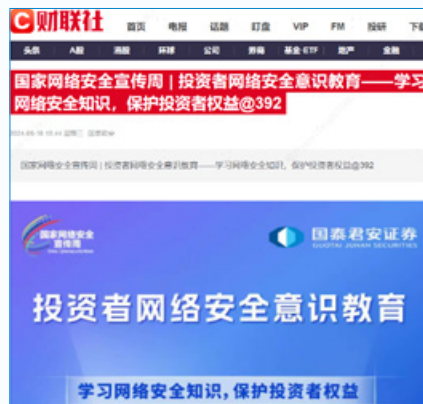 财联社 首页 电报 话题 盯盘 VIP FM 投研 下载
头条 A股 港股 环球 公司 券商 基金·ETF 地产 金融
国家网络安全宣传周 | 投资者网络安全意识教育——学习
网络安全知识，保护投资者权益@392
国家网络安全宣传周 | 投资者网络安全意识教育——学习网络安全知识，保护投资者权益@392
国家网络安全
宣传周
国泰君安证券
GUOTAI JUNAN SECURITIES
投资者网络安全意识教育
学习网络安全知识，保护投资者权益